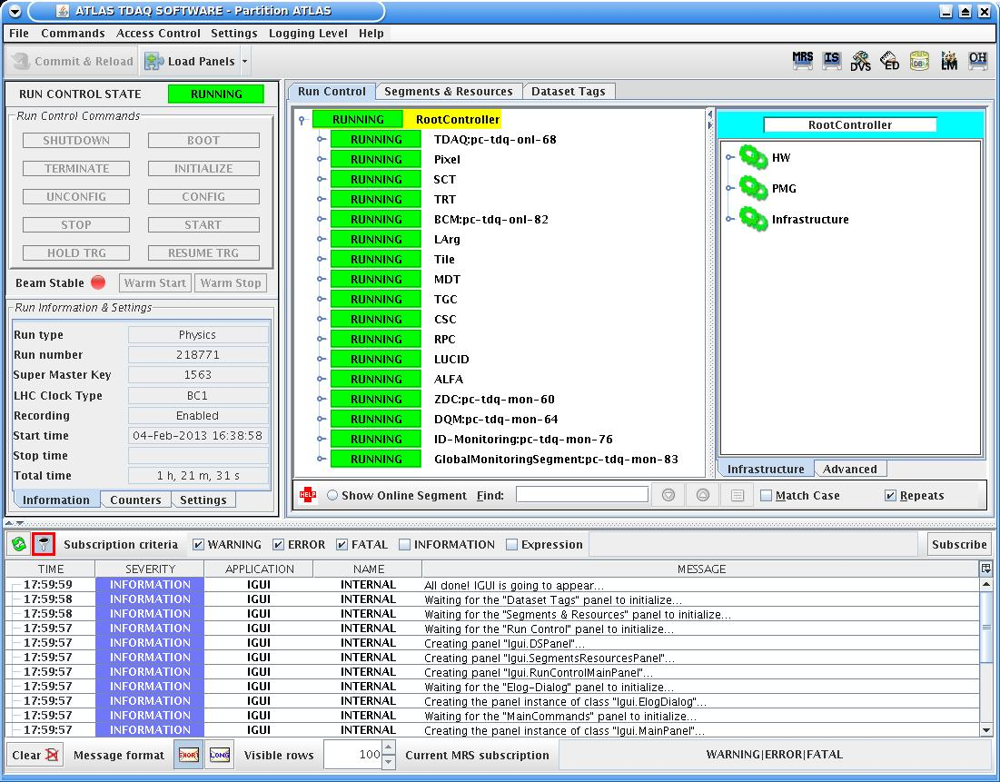 ATLAS TDAQ SOFTWARE - Partition ATLAS
File Commands Access Control Settings Logging Level Help
Commit & Reload Load Panels MRS IS DVS ED DB LM OH
RUN CONTROL STATE RUNNING
Run Control Commands
SHUTDOWN BOOT
TERMINATE INITIALIZE
UNCONFIG CONFIG
STOP START
HOLD TRG RESUME TRG
Beam Stable Warm Start Warm Stop
Run Information & Settings
Run type Physics
Run number 218771
Super Master Key 1563
LHC Clock Type BC1
Recording Enabled
Start time 04-Feb-2013 16:38:58
Stop time
Total time 1 h, 21 m, 31 s
Information Counters Settings
Run Control Segments & Resources Dataset Tags
RUNNING RootController
RUNNING TDAQ:pc-tdq-onl-68
RUNNING Pixel
RUNNING SCT
RUNNING TRT
RUNNING BCM:pc-tdq-onl-82
RUNNING LArg
RUNNING Tile
RUNNING MDT
RUNNING TGC
RUNNING CSC
RUNNING RPC
RUNNING LUCID
RUNNING ALFA
RUNNING ZDC:pc-tdq-mon-60
RUNNING DQM:pc-tdq-mon-64
RUNNING ID-Monitoring:pc-tdq-mon-76
RUNNING GlobalMonitoringSegment:pc-tdq-mon-83
RootController
HW
PMG
Infrastructure
Infrastructure Advanced
HELP Show Online Segment Find: Match Case Repeats
Subscription criteria WARNING ERROR FATAL INFORMATION Expression Subscribe
TIME SEVERITY APPLICATION NAME MESSAGE
17:59:59 INFORMATION IGUI INTERNAL All done! IGUI is going to appear...
17:59:58 INFORMATION IGUI INTERNAL Waiting for the "Dataset Tags" panel to initialize...
17:59:58 INFORMATION IGUI INTERNAL Waiting for the "Segments & Resources" panel to initialize...
17:59:57 INFORMATION IGUI INTERNAL Waiting for the "Run Control" panel to initialize...
17:59:57 INFORMATION IGUI INTERNAL Creating panel "Igui.DSPanel"...
17:59:57 INFORMATION IGUI INTERNAL Creating panel "Igui.SegmentsResourcesPanel"...
17:59:57 INFORMATION IGUI INTERNAL Creating panel "Igui.RunControlMainPanel"...
17:59:57 INFORMATION IGUI INTERNAL Waiting for the "Elog-Dialog" panel to initialize...
17:59:57 INFORMATION IGUI INTERNAL Creating the panel instance of class "Igui.ElogDialog"...
17:59:57 INFORMATION IGUI INTERNAL Waiting for the "MainCommands" panel to initialize...
17:59:57 INFORMATION IGUI INTERNAL Creating the panel instance of class "Igui.MainPanel"...
Clear Message format SHORT LONG Visible rows 100 Current MRS subscription WARNING|ERROR|FATAL